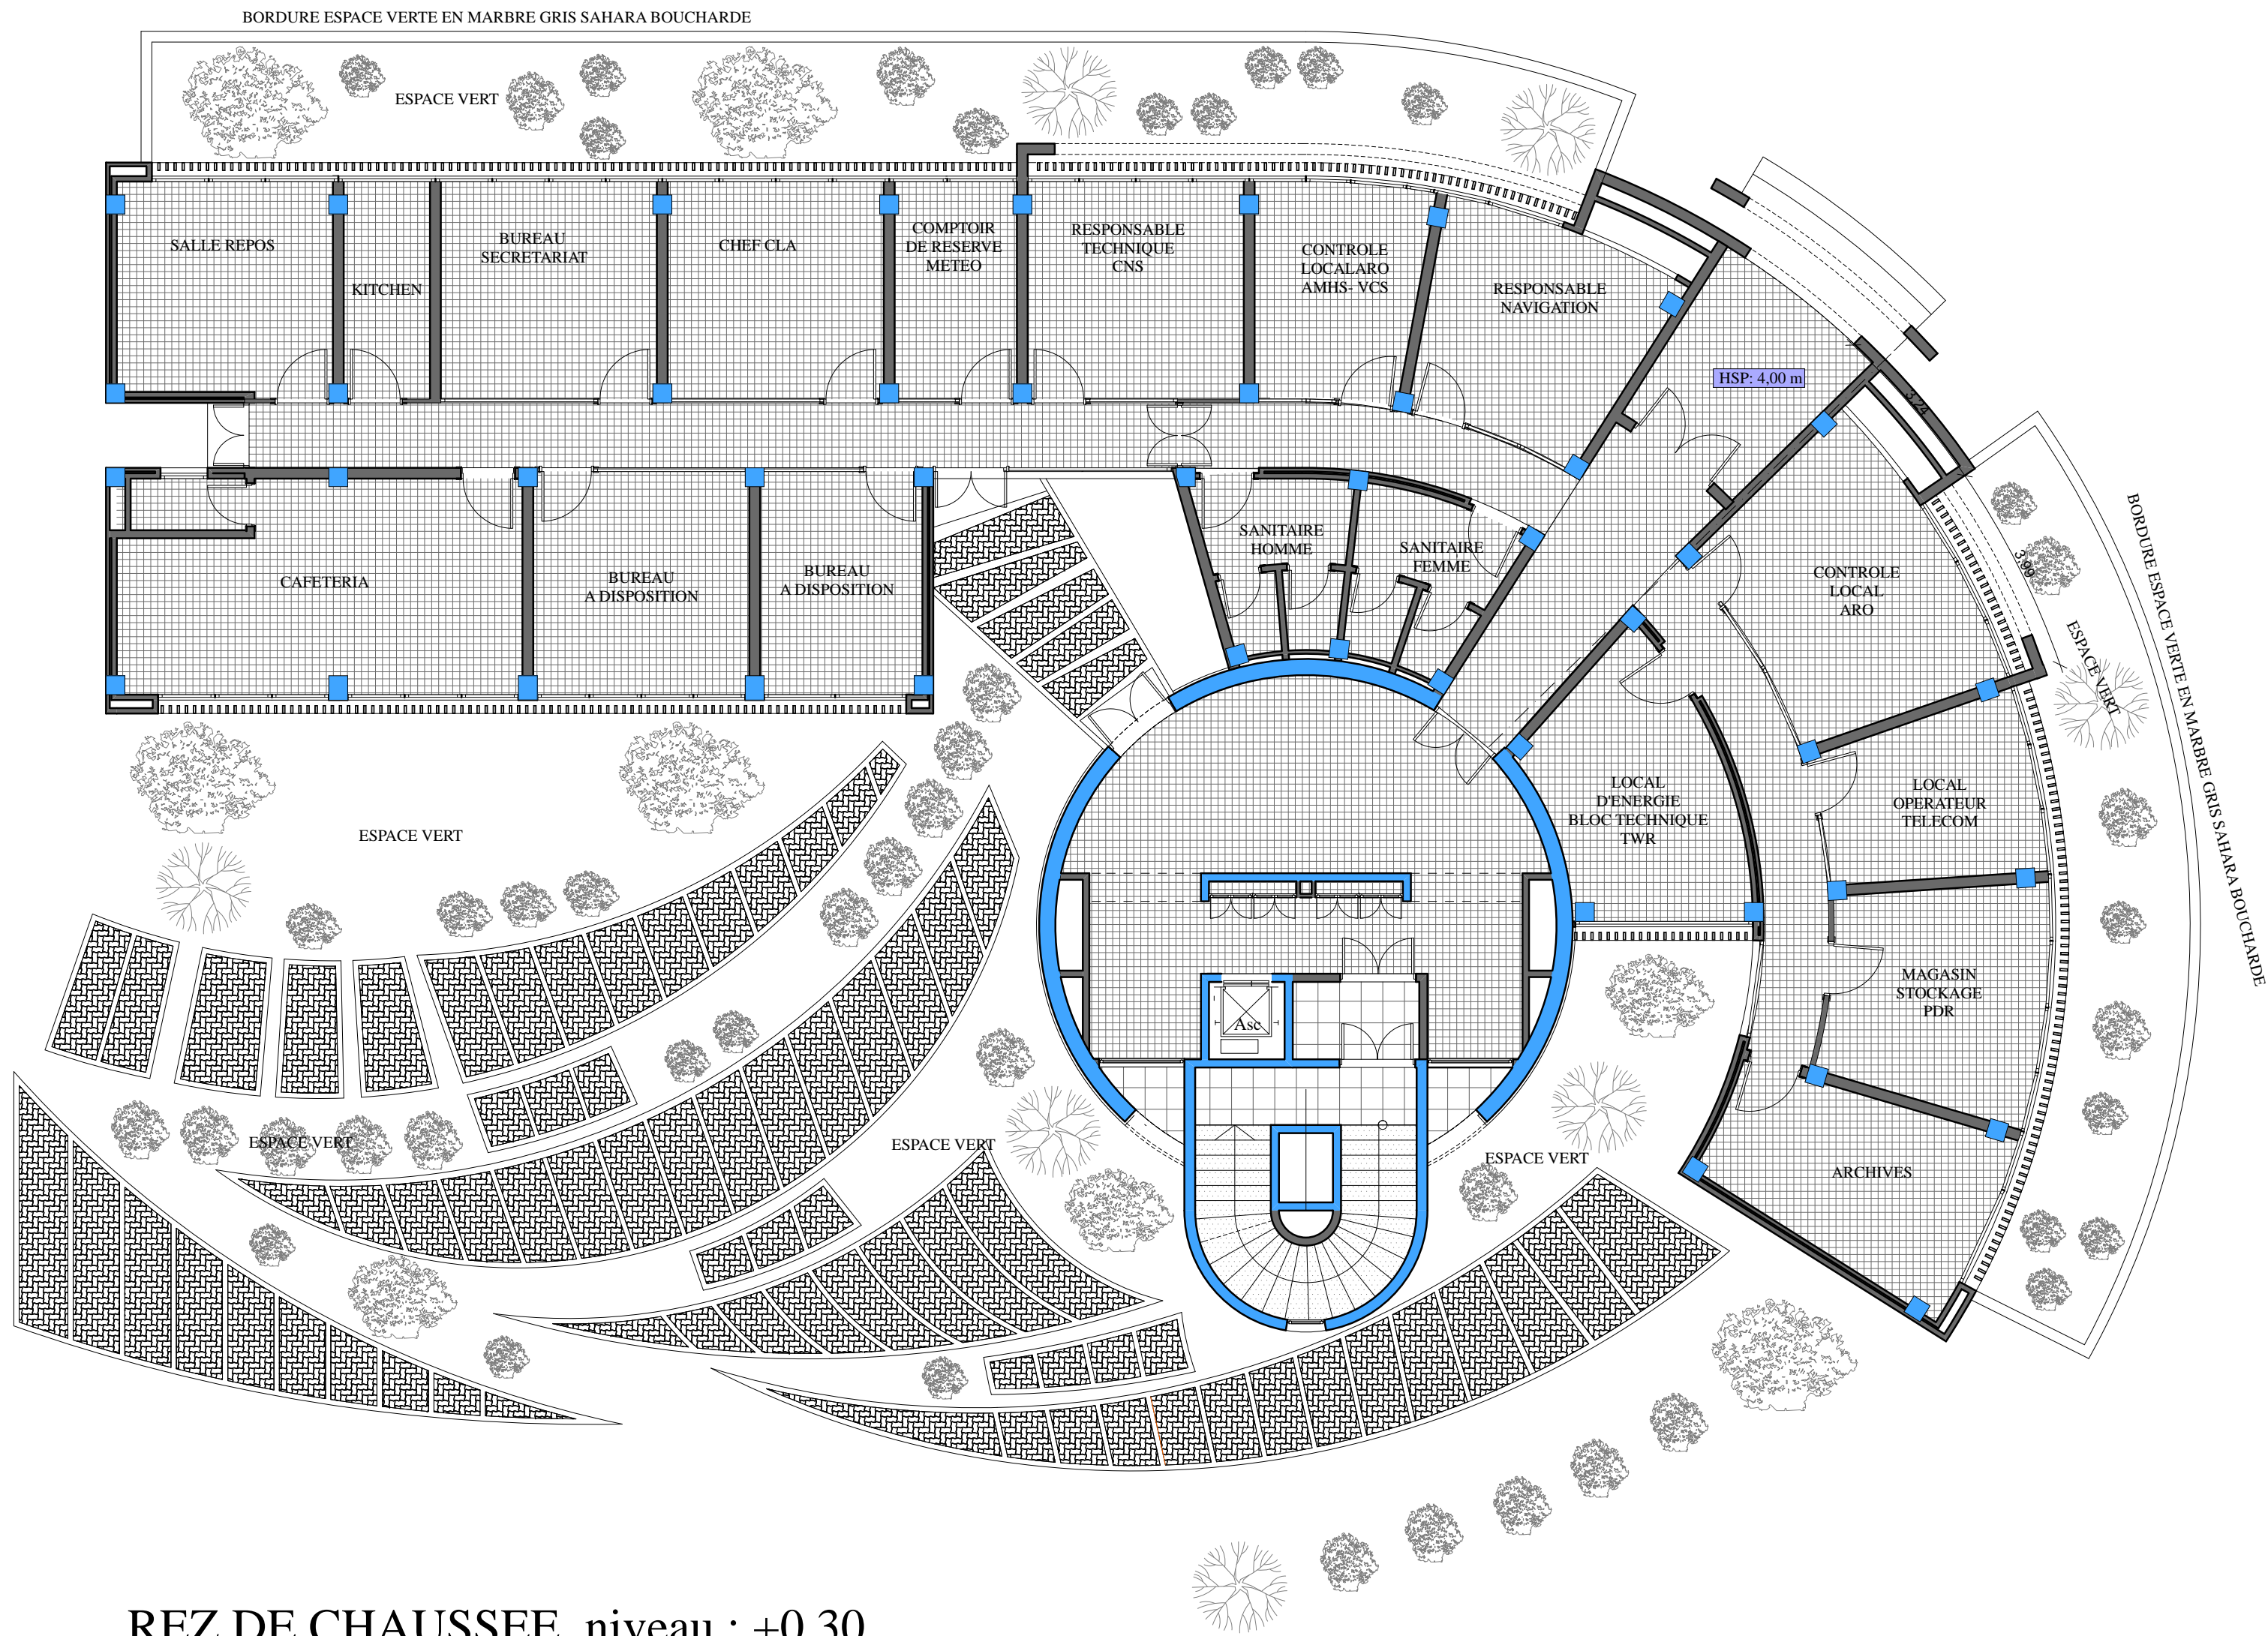 BORDURE ESPACE VERTE EN MARBRE GRIS SAHARA BOUCHARDE
ESPACE VERT
SALLE REPOS
KITCHEN
BUREAU
SECRETARIAT
CHEF CLA
COMPTOIR
DE RESERVE
METEO
RESPONSABLE
TECHNIQUE
CNS
CONTROLE
LOCALARO
AMHS- VCS
RESPONSABLE
NAVIGATION
HSP: 4,00 m
3.24
CAFETERIA
BUREAU
A DISPOSITION
BUREAU
A DISPOSITION
SANITAIRE
HOMME
SANITAIRE
FEMME
CONTROLE
LOCAL
ARO
3.99
ESPACE VERT
BORDURE ESPACE VERTE EN MARBRE GRIS SAHARA BOUCHARDE
LOCAL
D'ENERGIE
BLOC TECHNIQUE
TWR
LOCAL
OPERATEUR
TELECOM
ESPACE VERT
MAGASIN
STOCKAGE
PDR
Asc
ESPACE VERT
ESPACE VERT
ESPACE VERT
ARCHIVES
REZ DE CHAUSSEE niveau : +0.30